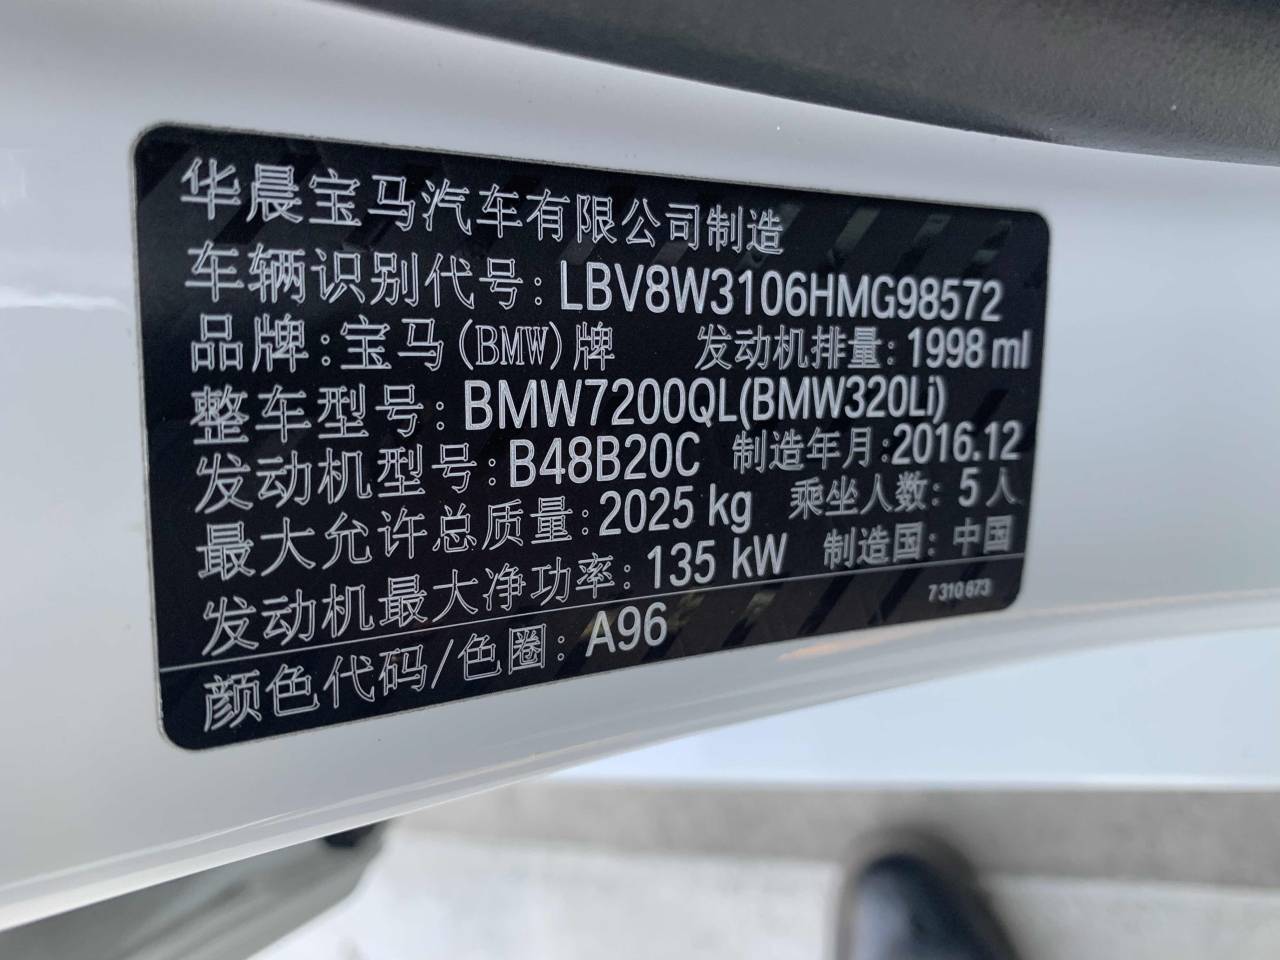 华晨宝马汽车有限公司制造
车辆识别代号: LBV8W3106HMG98572
品牌:宝马(BMW)牌 发动机排量: 1998 ml
整车型号: BMW7200QL(BMW320Li)
发动机型号: B48B20C 制造年月: 2016.12
最大允许总质量: 2025 kg 乘坐人数: 5 人
发动机最大净功率: 135 kW 制造国: 中国
颜色代码/色圈: A96 7310673